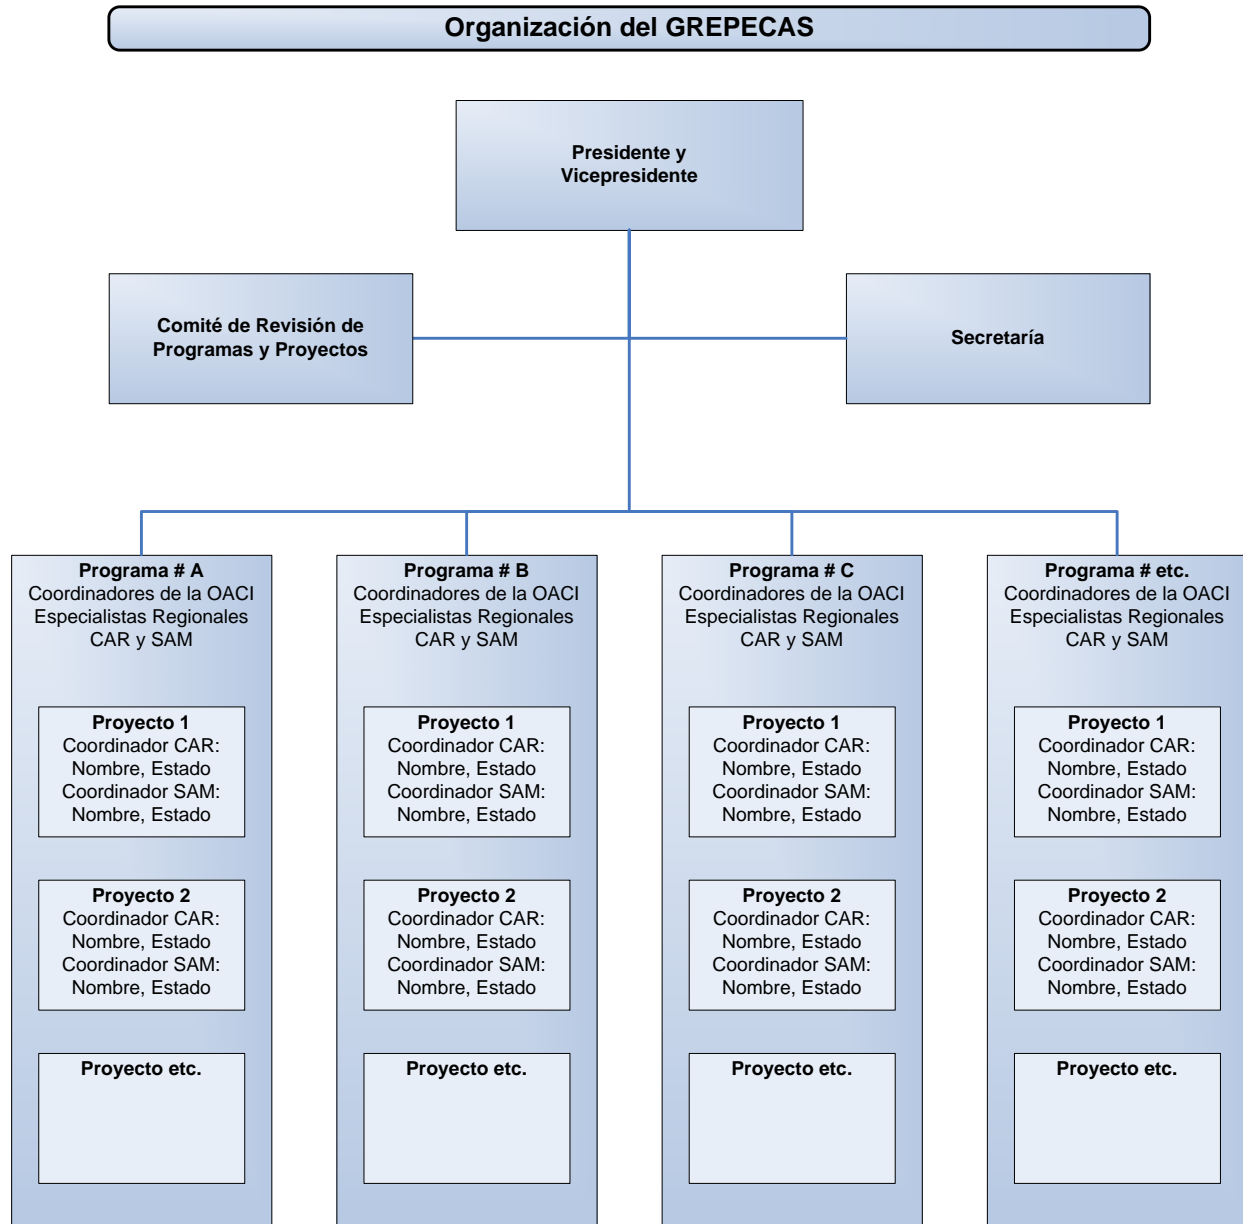 Organización del GREPECAS
Presidente y
Vicepresidente
Comité de Revisión de
Programas y Proyectos
Secretaría
Programa # A
Coordinadores de la OACI
Especialistas Regionales
CAR y SAM
Proyecto 1
Coordinador CAR:
Nombre, Estado
Coordinador SAM:
Nombre, Estado
Proyecto 2
Coordinador CAR:
Nombre, Estado
Coordinador SAM:
Nombre, Estado
Proyecto etc.
Programa # B
Coordinadores de la OACI
Especialistas Regionales
CAR y SAM
Proyecto 1
Coordinador CAR:
Nombre, Estado
Coordinador SAM:
Nombre, Estado
Proyecto 2
Coordinador CAR:
Nombre, Estado
Coordinador SAM:
Nombre, Estado
Proyecto etc.
Programa # C
Coordinadores de la OACI
Especialistas Regionales
CAR y SAM
Proyecto 1
Coordinador CAR:
Nombre, Estado
Coordinador SAM:
Nombre, Estado
Proyecto 2
Coordinador CAR:
Nombre, Estado
Coordinador SAM:
Nombre, Estado
Proyecto etc.
Programa # etc.
Coordinadores de la OACI
Especialistas Regionales
CAR y SAM
Proyecto 1
Coordinador CAR:
Nombre, Estado
Coordinador SAM:
Nombre, Estado
Proyecto 2
Coordinador CAR:
Nombre, Estado
Coordinador SAM:
Nombre, Estado
Proyecto etc.